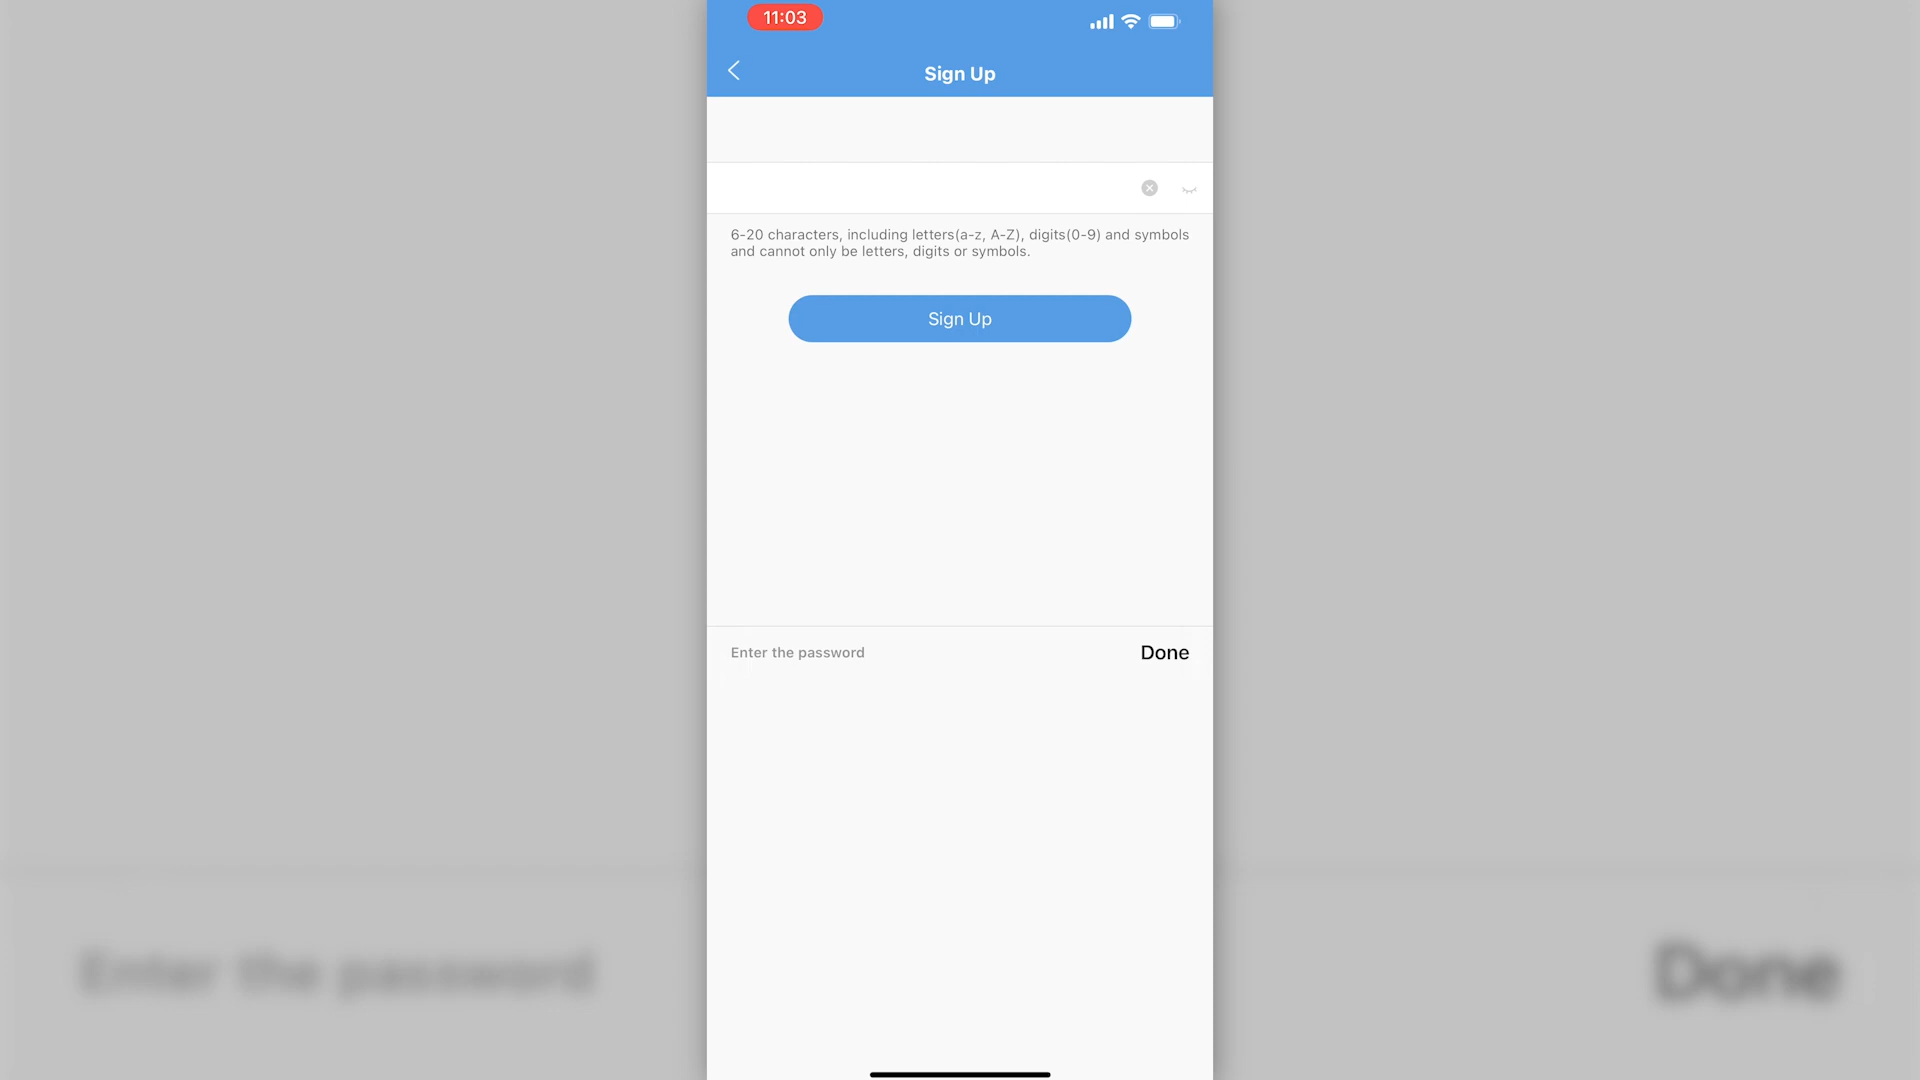 11:03
Sign Up
6-20 characters, including letters(a-z, A-Z), digits(0-9) and symbols
and cannot only be letters, digits or symbols.
Sign Up
Enter the password
Done
Enter the password
Done